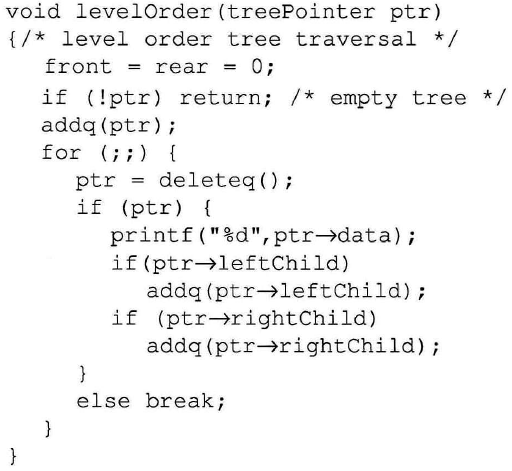 void levelOrder(treePointer ptr)
{/* level order tree traversal */
front = rear = 0;
if (!ptr) return; /* empty tree */
addq(ptr);
for (;;) {
ptr = deleteq();
if (ptr) {
printf("%d",ptr→data);
if(ptr→leftChild)
addq(ptr→leftChild);
if (ptr→rightChild)
addq(ptr→rightChild);
}
else break;
}
}